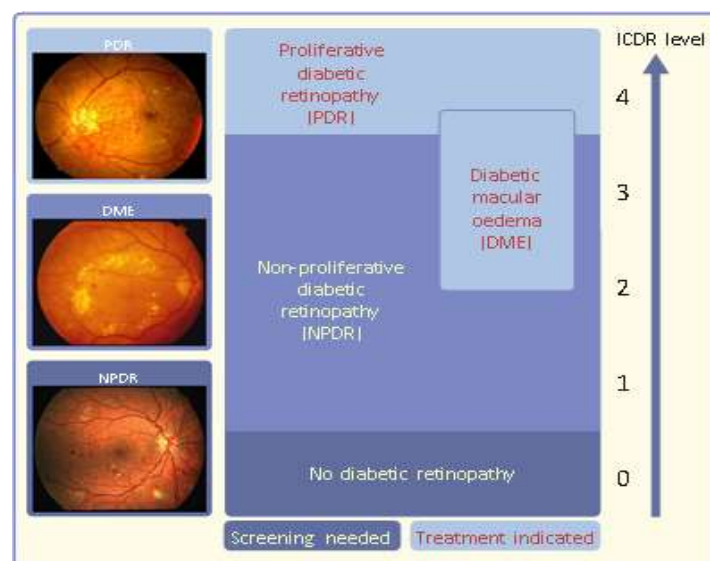 PDR
DME
NPDR
Proliferative
diabetic
retinopathy
|PDR|
Diabetic
macular
oedema
|DME|
Non-proliferative
diabetic
retinopathy
|NPDR|
No diabetic retinopathy
Screening needed
Treatment indicated
ICDR level
4
3
2
1
0